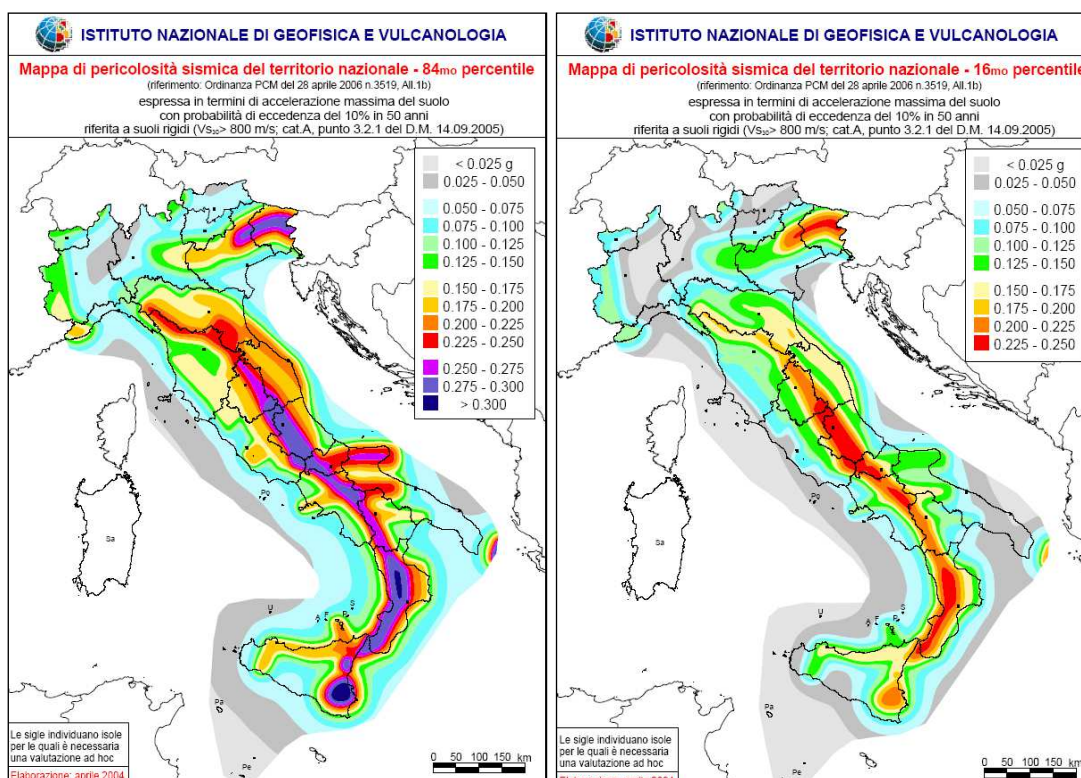 ISTITUTO NAZIONALE DI GEOFISICA E VULCANOLOGIA
Mappa di pericolosità sismica del territorio nazionale - 84mo percentile
(riferimento: Ordinanza PCM del 28 aprile 2006 n.3519, All.1b)
espressa in termini di accelerazione massima del suolo
con probabilità di eccedenza del 10% in 50 anni
riferita a suoli rigidi (Vs30> 800 m/s; cat.A, punto 3.2.1 del D.M. 14.09.2005)
< 0.025 g
0.025 - 0.050
0.050 - 0.075
0.075 - 0.100
0.100 - 0.125
0.125 - 0.150
0.150 - 0.175
0.175 - 0.200
0.200 - 0.225
0.225 - 0.250
0.250 - 0.275
0.275 - 0.300
> 0.300
Po
Sa
U
A
F
P
S
Pa
Pe
Le sigle individuano isole
per le quali è necessaria
una valutazione ad hoc
Elaborazione: aprile 2004
0 50 100 150 km
ISTITUTO NAZIONALE DI GEOFISICA E VULCANOLOGIA
Mappa di pericolosità sismica del territorio nazionale - 16mo percentile
(riferimento: Ordinanza PCM del 28 aprile 2006 n.3519, All.1b)
espressa in termini di accelerazione massima del suolo
con probabilità di eccedenza del 10% in 50 anni
riferita a suoli rigidi (Vs30> 800 m/s; cat.A, punto 3.2.1 del D.M. 14.09.2005)
< 0.025 g
0.025 - 0.050
0.050 - 0.075
0.075 - 0.100
0.100 - 0.125
0.125 - 0.150
0.150 - 0.175
0.175 - 0.200
0.200 - 0.225
0.225 - 0.250
Po
Sa
U
A
F
P
S
Pa
Pe
Le sigle individuano isole
per le quali è necessaria
una valutazione ad hoc
0 50 100 150 km